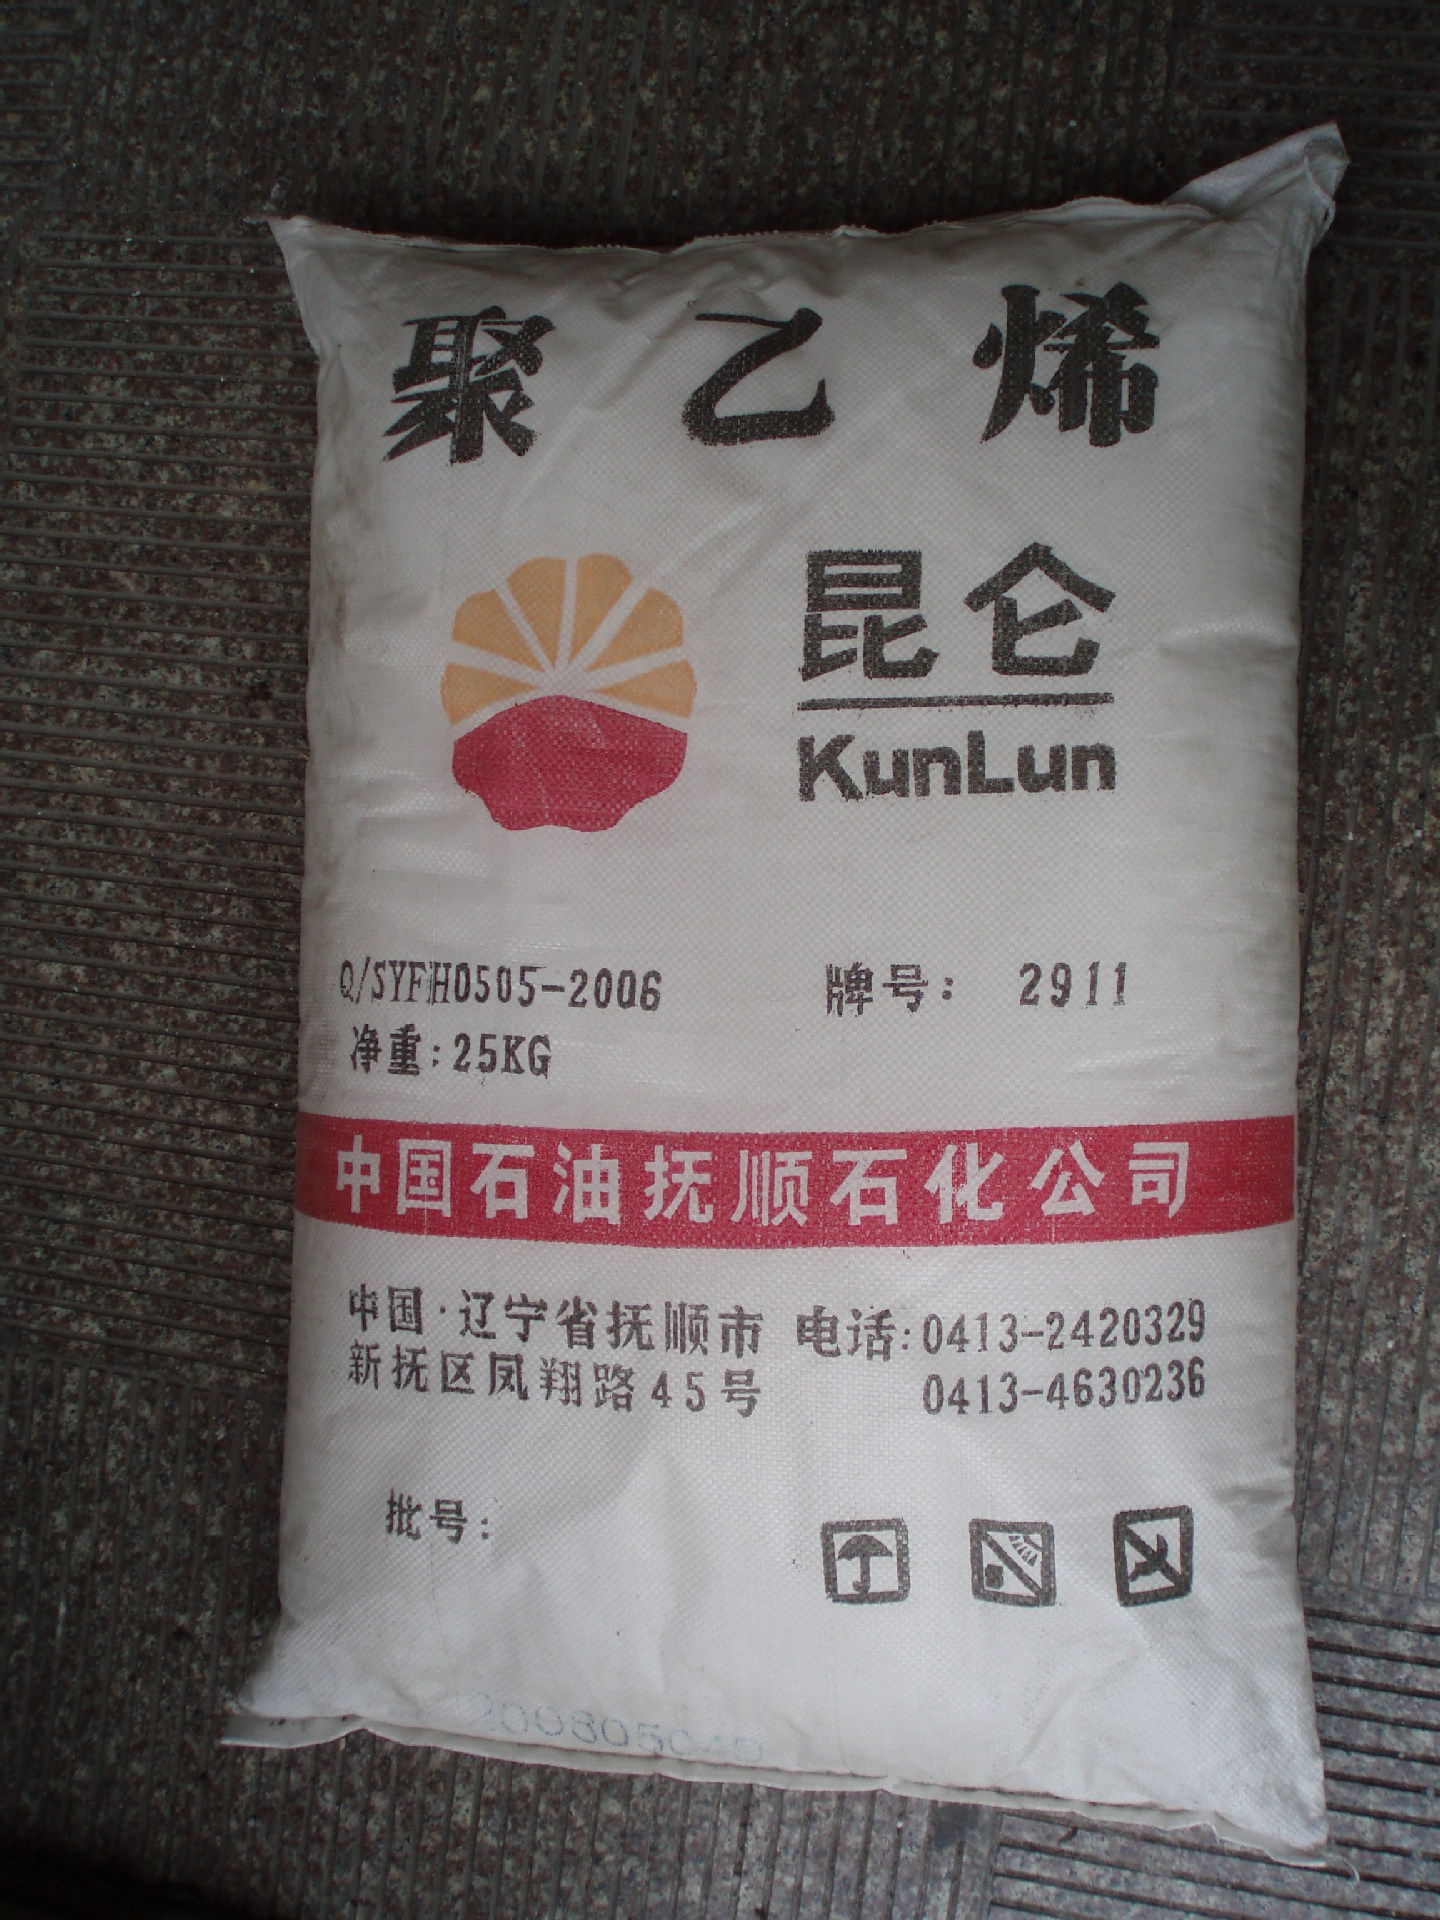 聚乙烯
昆仑
KunLun
Q/SYFH0505-2006 牌号: 2911
净重:25KG
中国石油抚顺石化公司
中国·辽宁省抚顺市 电话:0413-2420329
新抚区凤翔路45号 0413-4630236
批号: